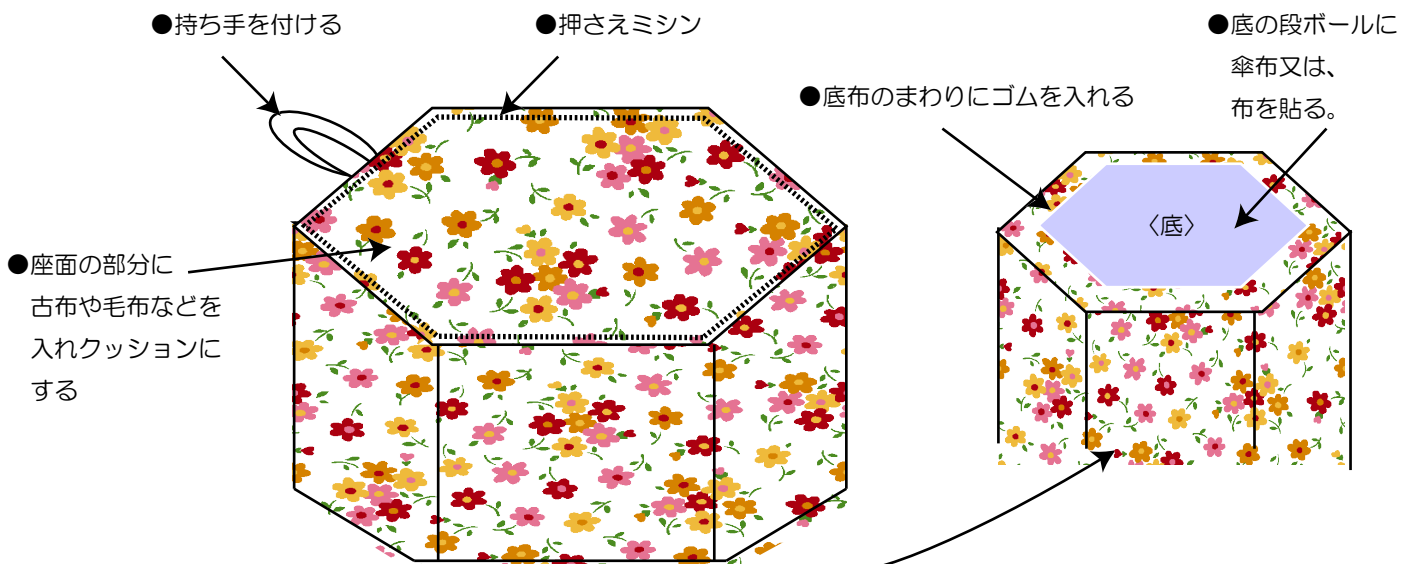 ●持ち手を付ける
●押さえミシン
●底の段ボールに
傘布又は、
布を貼る。
●底布のまわりにゴムを入れる
〈底〉
●座面の部分に
古布や毛布などを
入れクッションに
する